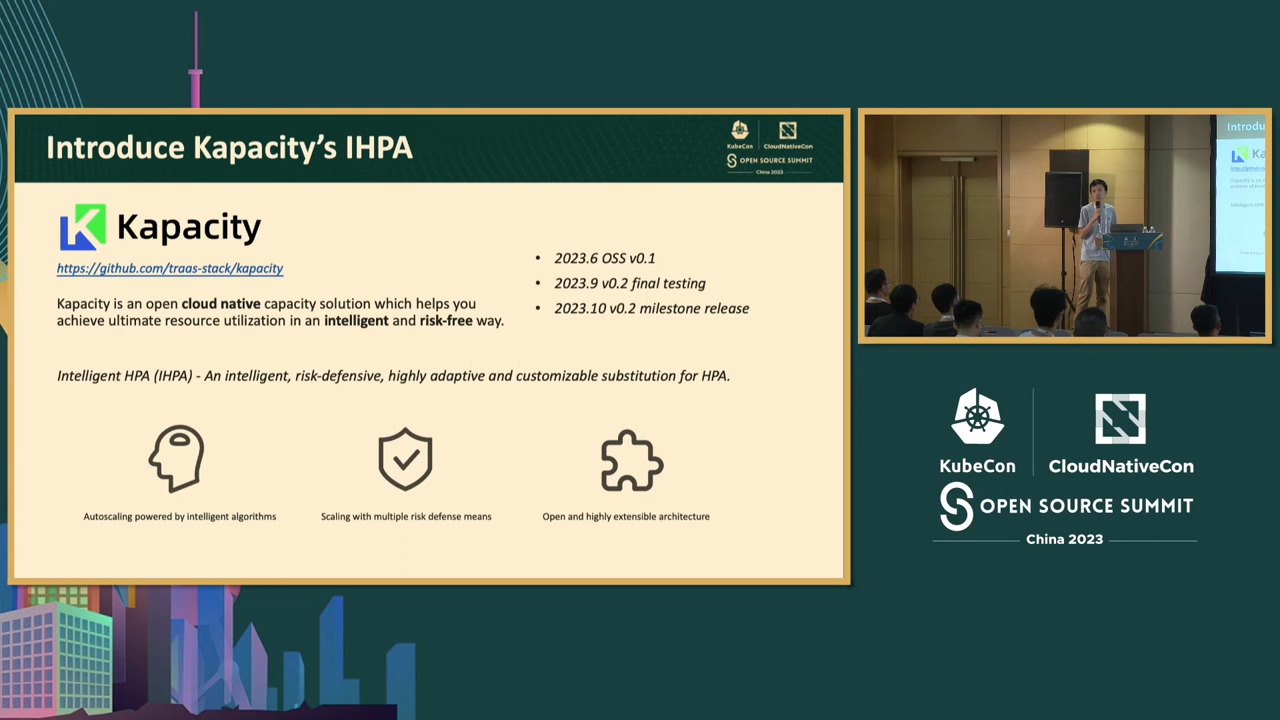 Introduce Kapacity's IHPA
KubeCon
CloudNativeCon
OPEN SOURCE SUMMIT
China 2023
Kapacity
https://github.com/traas-stack/kapacity
Kapacity is an open cloud native capacity solution which helps you
achieve ultimate resource utilization in an intelligent and risk-free way.
• 2023.6 OSS v0.1
• 2023.9 v0.2 final testing
• 2023.10 v0.2 milestone release
Intelligent HPA (IHPA) - An intelligent, risk-defensive, highly adaptive and customizable substitution for HPA.
Autoscaling powered by intelligent algorithms
Scaling with multiple risk defense means
Open and highly extensible architecture
Introdu
Ka
KubeCon
CloudNativeCon
OPEN SOURCE SUMMIT
China 2023